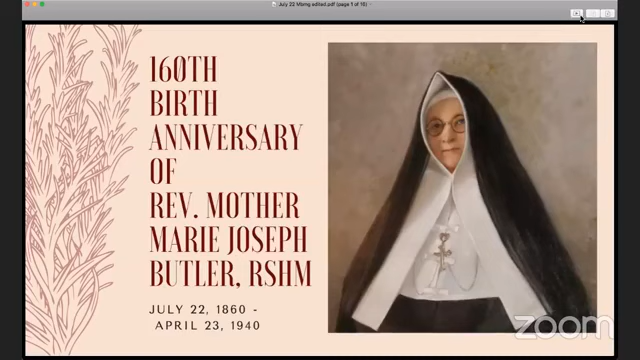 July 22 Mbmg edited.pdf (page 1 of 15)
160TH
BIRTH
ANNIVERSARY
OF
REV. MOTHER
MARIE JOSEPH
BUTLER, RSHM
JULY 22, 1860 -
APRIL 23, 1940
zoom